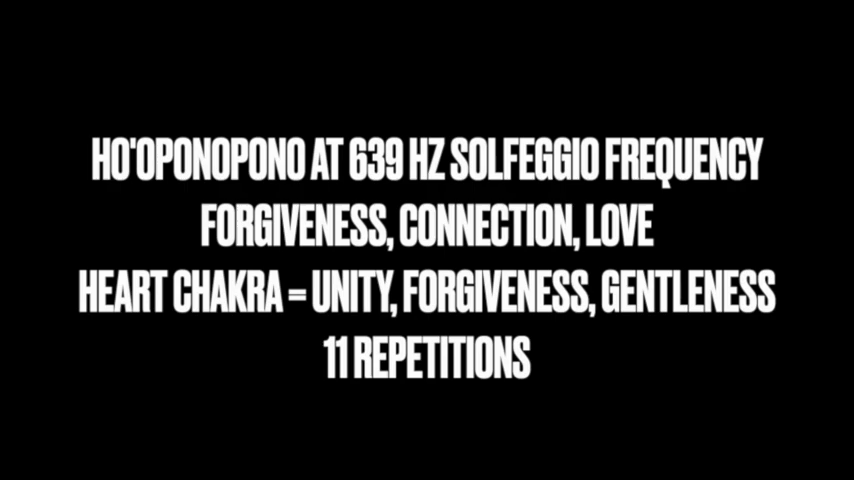 HO'OPONOPONO AT 639 HZ SOLFEGGIO FREQUENCY
FORGIVENESS, CONNECTION, LOVE
HEART CHAKRA = UNITY, FORGIVENESS, GENTLENESS
11 REPETITIONS